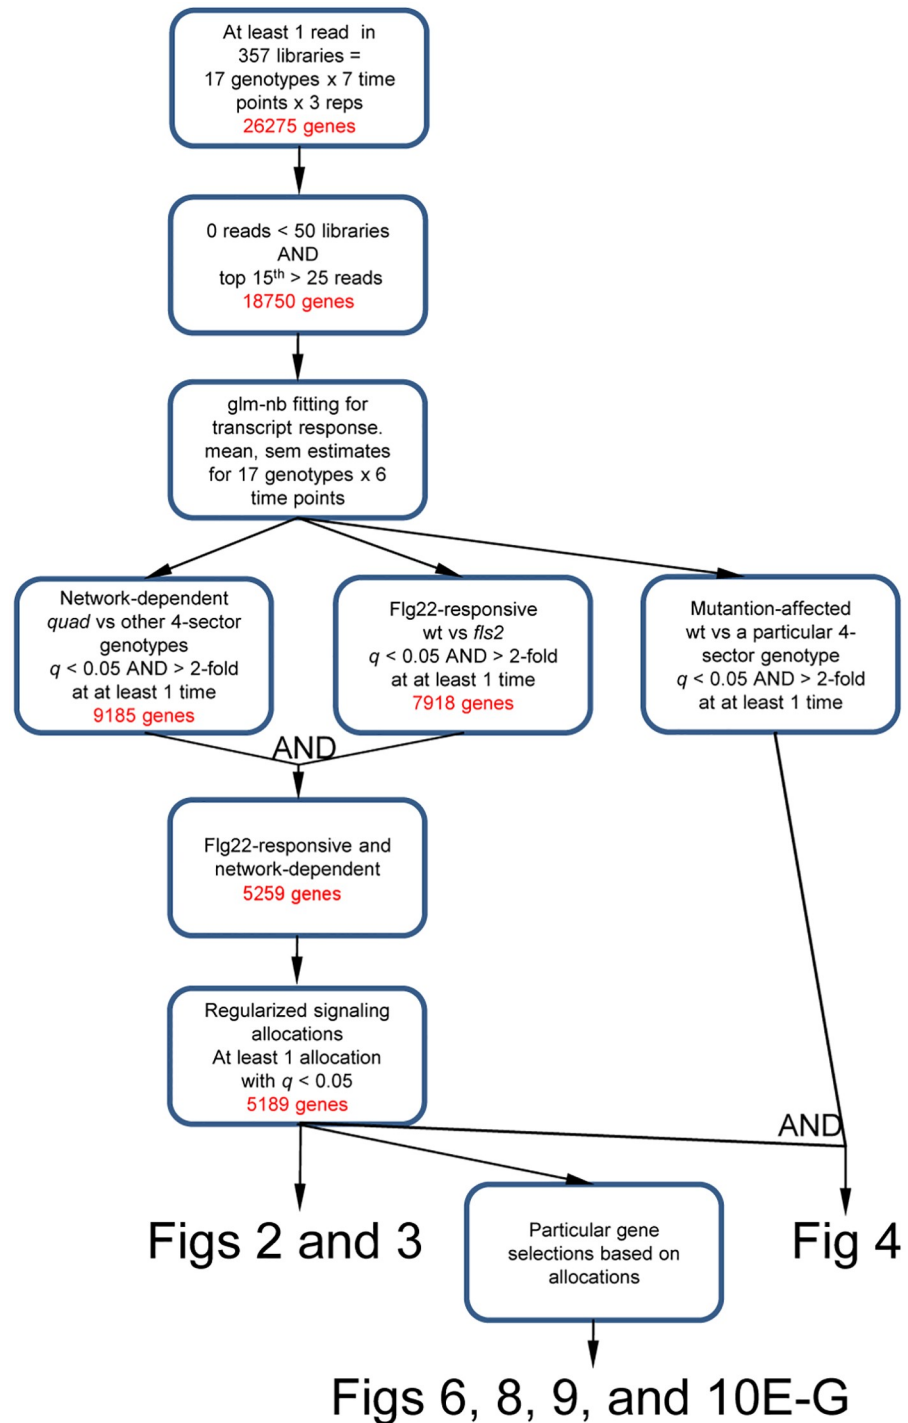 At least 1 read in
357 libraries =
17 genotypes x 7 time
points x 3 reps
26275 genes
0 reads < 50 libraries
AND
top 15th > 25 reads
18750 genes
glm-nb fitting for
transcript response.
mean, sem estimates
for 17 genotypes x 6
time points
Network-dependent
quad vs other 4-sector
genotypes
q < 0.05 AND > 2-fold
at at least 1 time
9185 genes
Flg22-responsive
wt vs fls2
q < 0.05 AND > 2-fold
at at least 1 time
7918 genes
Mutantion-affected
wt vs a particular 4-
sector genotype
q < 0.05 AND > 2-fold
at at least 1 time
AND
Flg22-responsive and
network-dependent
5259 genes
Regularized signaling
allocations
At least 1 allocation
with q < 0.05
5189 genes
AND
Figs 2 and 3
Particular gene
selections based on
allocations
Fig 4
Figs 6, 8, 9, and 10E-G